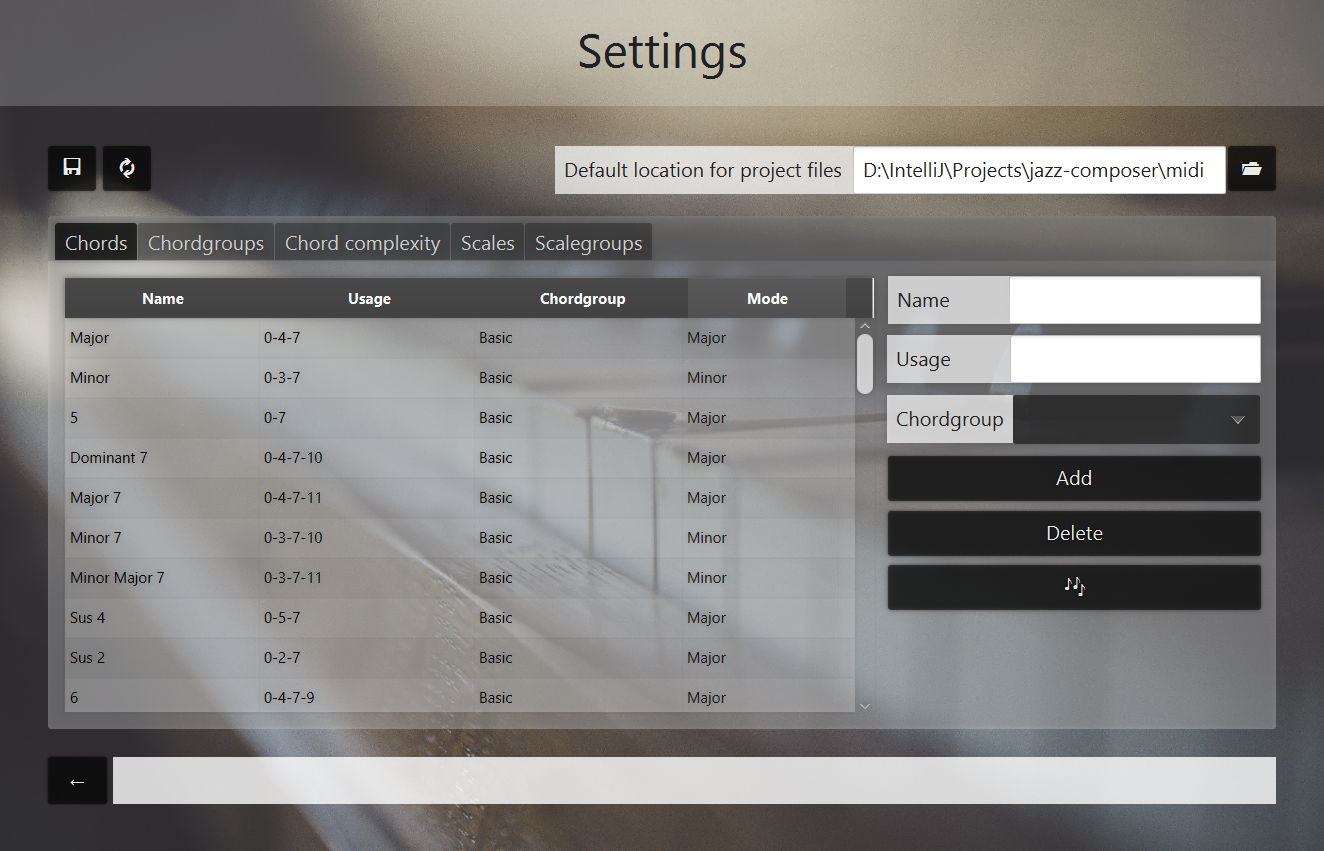 Settings
Default location for project files D:\IntelliJ\Projects\jazz-composer\midi
Chords Chordgroups Chord complexity Scales Scalegroups
Name Usage Chordgroup Mode
Major 0-4-7 Basic Major
Minor 0-3-7 Basic Minor
5 0-7 Basic Major
Dominant 7 0-4-7-10 Basic Major
Major 7 0-4-7-11 Basic Major
Minor 7 0-3-7-10 Basic Minor
Minor Major 7 0-3-7-11 Basic Minor
Sus 4 0-5-7 Basic Major
Sus 2 0-2-7 Basic Major
6 0-4-7-9 Basic Major
Name
Usage
Chordgroup
Add
Delete
←